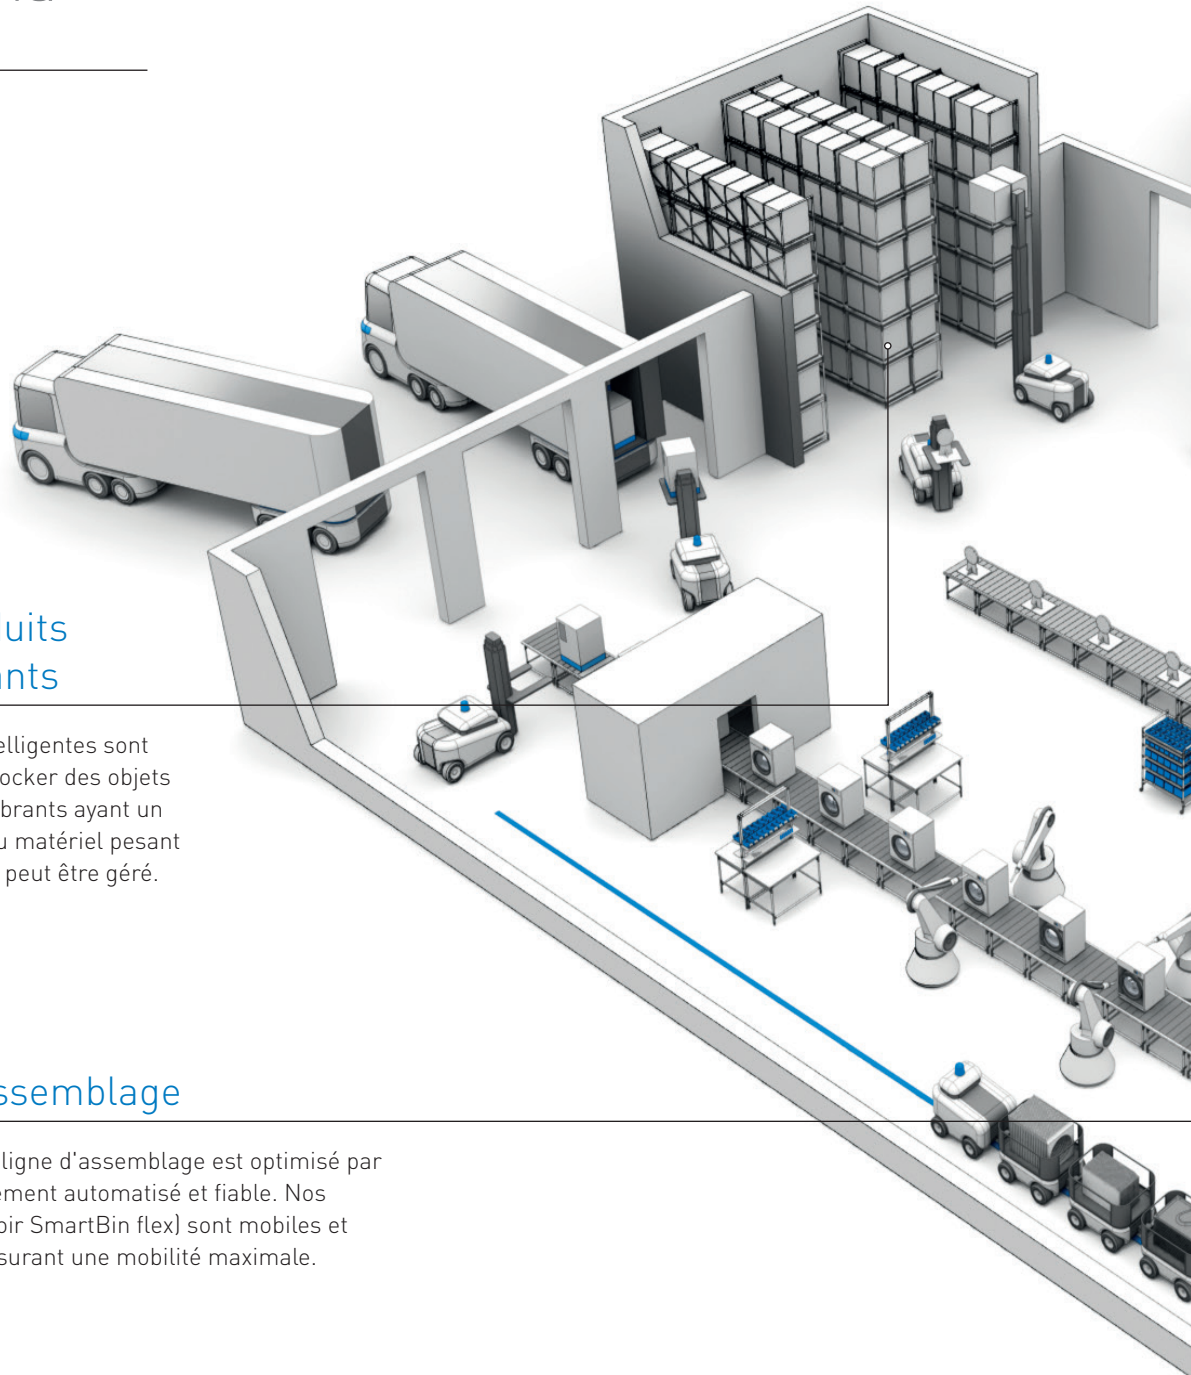 uits
ants
elligentes sont
ocker des objets
brants ayant un
u matériel pesant
peut être géré.
ssemblage
ligne d'assemblage est optimisé par
ement automatisé et fiable. Nos
oir SmartBin flex) sont mobiles et
surant une mobilité maximale.